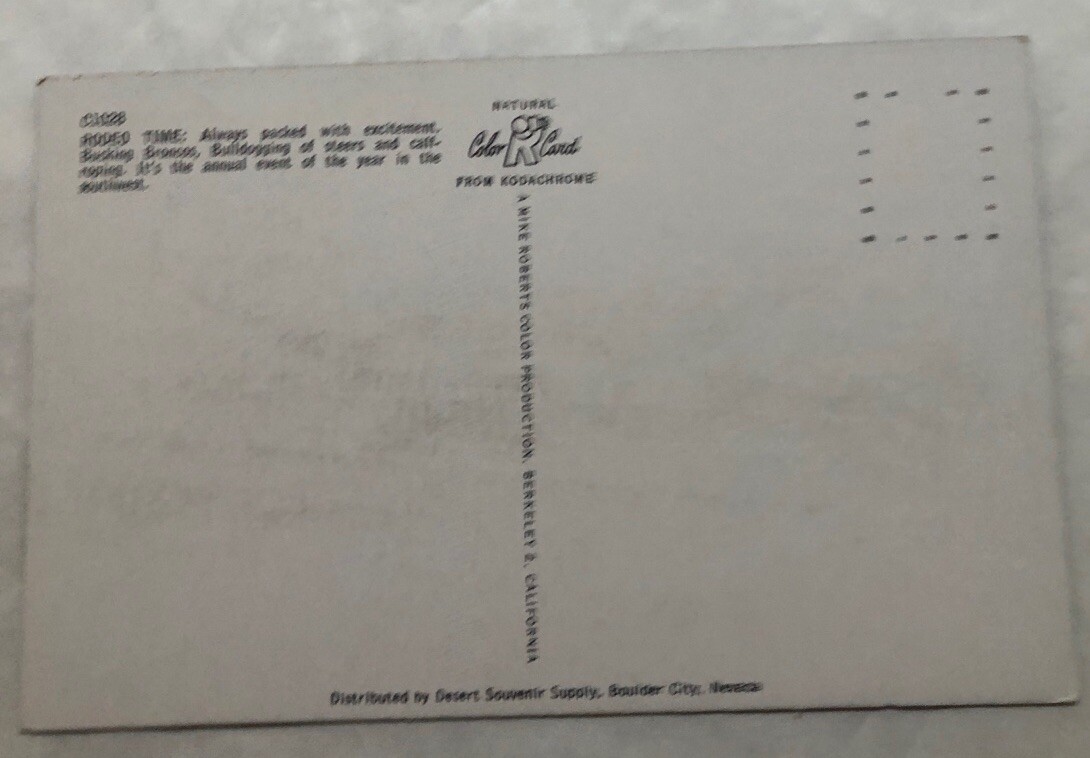 C1028
RODEO TIME: Always packed with excitement,
Bucking Broncos, Bulldogging of steers and calf-
roping. It's the annual event of the year in the
southwest.
NATURAL
Color R Card
FROM KODACHROME
A MIKE ROBERTS COLOR PRODUCTION, BERKELEY 2, CALIFORNIA
Distributed by Desert Souvenir Supply, Boulder City, Nevada